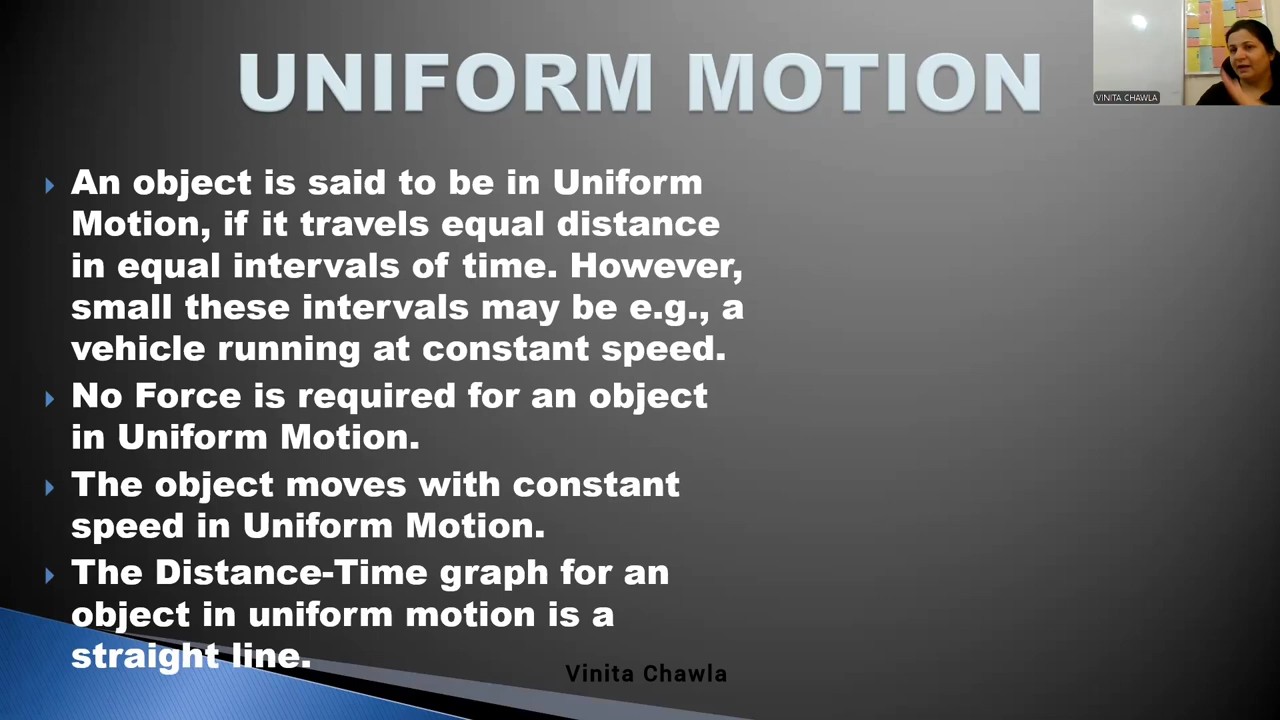 UNIFORM MOTION
VINITA CHAWLA
An object is said to be in Uniform
Motion, if it travels equal distance
in equal intervals of time. However,
small these intervals may be e.g., a
vehicle running at constant speed.
No Force is required for an object
in Uniform Motion.
The object moves with constant
speed in Uniform Motion.
The Distance-Time graph for an
object in uniform motion is a
straight line.
Vinita Chawla